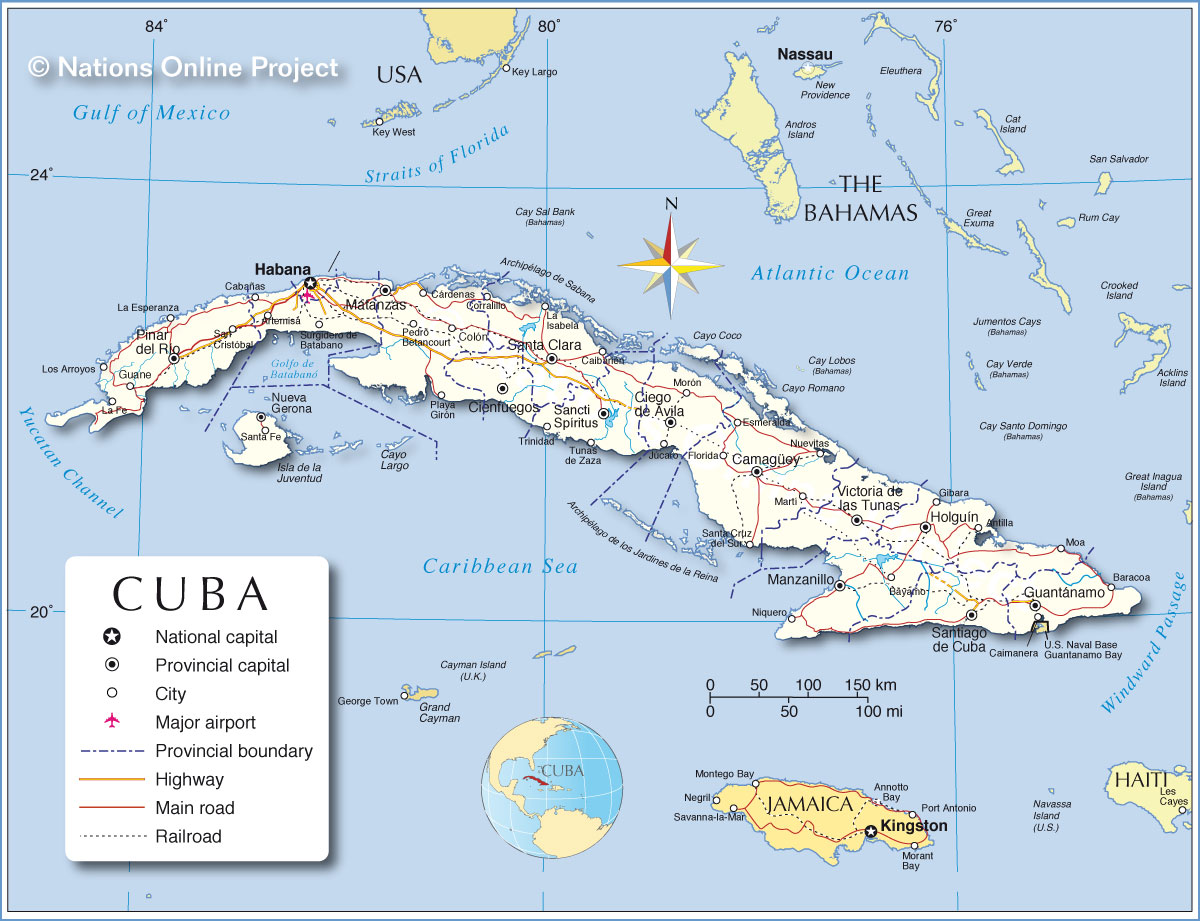 84°
80°
76°
© Nations Online Project
USA
Key Largo
Nassau
New
Providence
Eleuthera
Gulf of Mexico
Key West
Straits of Florida
Andros
Island
Cat
Island
San Salvador
24°
THE
BAHAMAS
N
Cay Sal Bank
(Bahamas)
Great
Exuma
Rum Cay
Habana
Archipélago de Sabana
Atlantic Ocean
Cabañas
Matanzas
Cárdenas
Corralillo
Crooked
Island
La Esperanza
Artemisa
La
Isabela
Pinar
del Río
San
Cristóbal
Surgidero de
Batabano
Pedro
Betancourt
Colón
Santa Clara
Cayo Coco
Jumentos Cays
(Bahamas)
Los Arroyos
Guane
Golfo de
Batabanó
Caibarién
Cay Lobos
(Bahamas)
Cay Verde
(Bahamas)
Acklins
Island
Morón
Cayo Romano
La Fe
Nueva
Gerona
Playa
Girón
Cienfuegos
Sancti
Spíritus
Ciego
de Ávila
Esmeralda
Cay Santo Domingo
(Bahamas)
Santa Fe
Trinidad
Tunas
de Zaza
Júcaro
Florida
Nuevitas
Camagüey
Yucatan Channel
Isla de la
Juventud
Cayo
Largo
Great Inagua
Island
(Bahamas)
Marti
Victoria de
las Tunas
Gibara
Holguín
Antilla
Archipélago de los Jardines de la Reina
Santa Cruz
del Sur
Moa
Caribbean Sea
Manzanillo
Bayamo
Baracoa
Guantánamo
20°
Niquero
Santiago
de Cuba
Caimanera
U.S. Naval Base
Guantanamo Bay
Windward Passage
CUBA
National capital
Provincial capital
City
Major airport
Provincial boundary
Highway
Main road
Railroad
Cayman Island
(U.K.)
George Town
Grand
Cayman
0 50 100 150 km
0 50 100 mi
CUBA
Montego Bay
Negril
Savanna-la-Mar
JAMAICA
Annotto
Bay
Port Antonio
Kingston
Morant
Bay
Navassa
Island
(U.S.)
HAITI
Les
Cayes